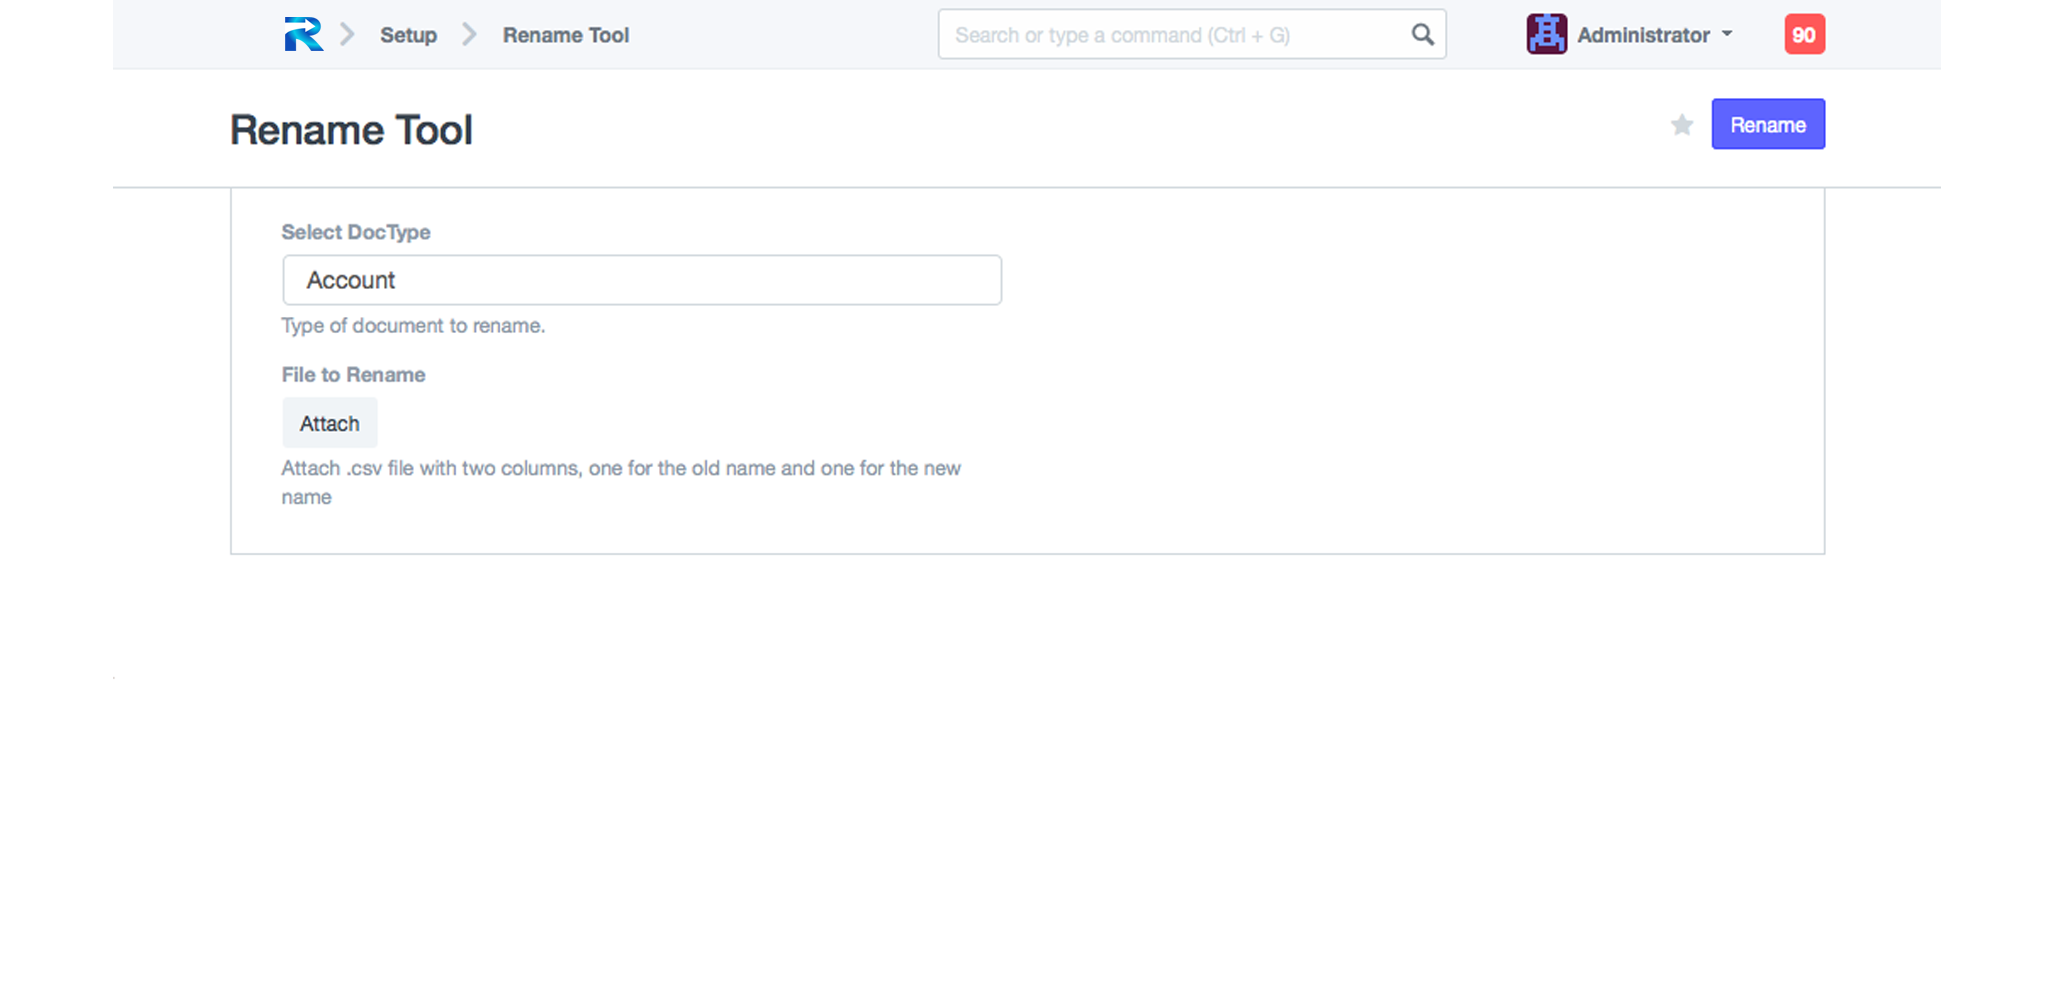 Setup
Rename Tool
Search or type a command (Ctrl + G)
Administrator
90
Rename Tool
Rename
Select DocType
Account
Type of document to rename.
File to Rename
Attach
Attach .csv file with two columns, one for the old name and one for the new
name